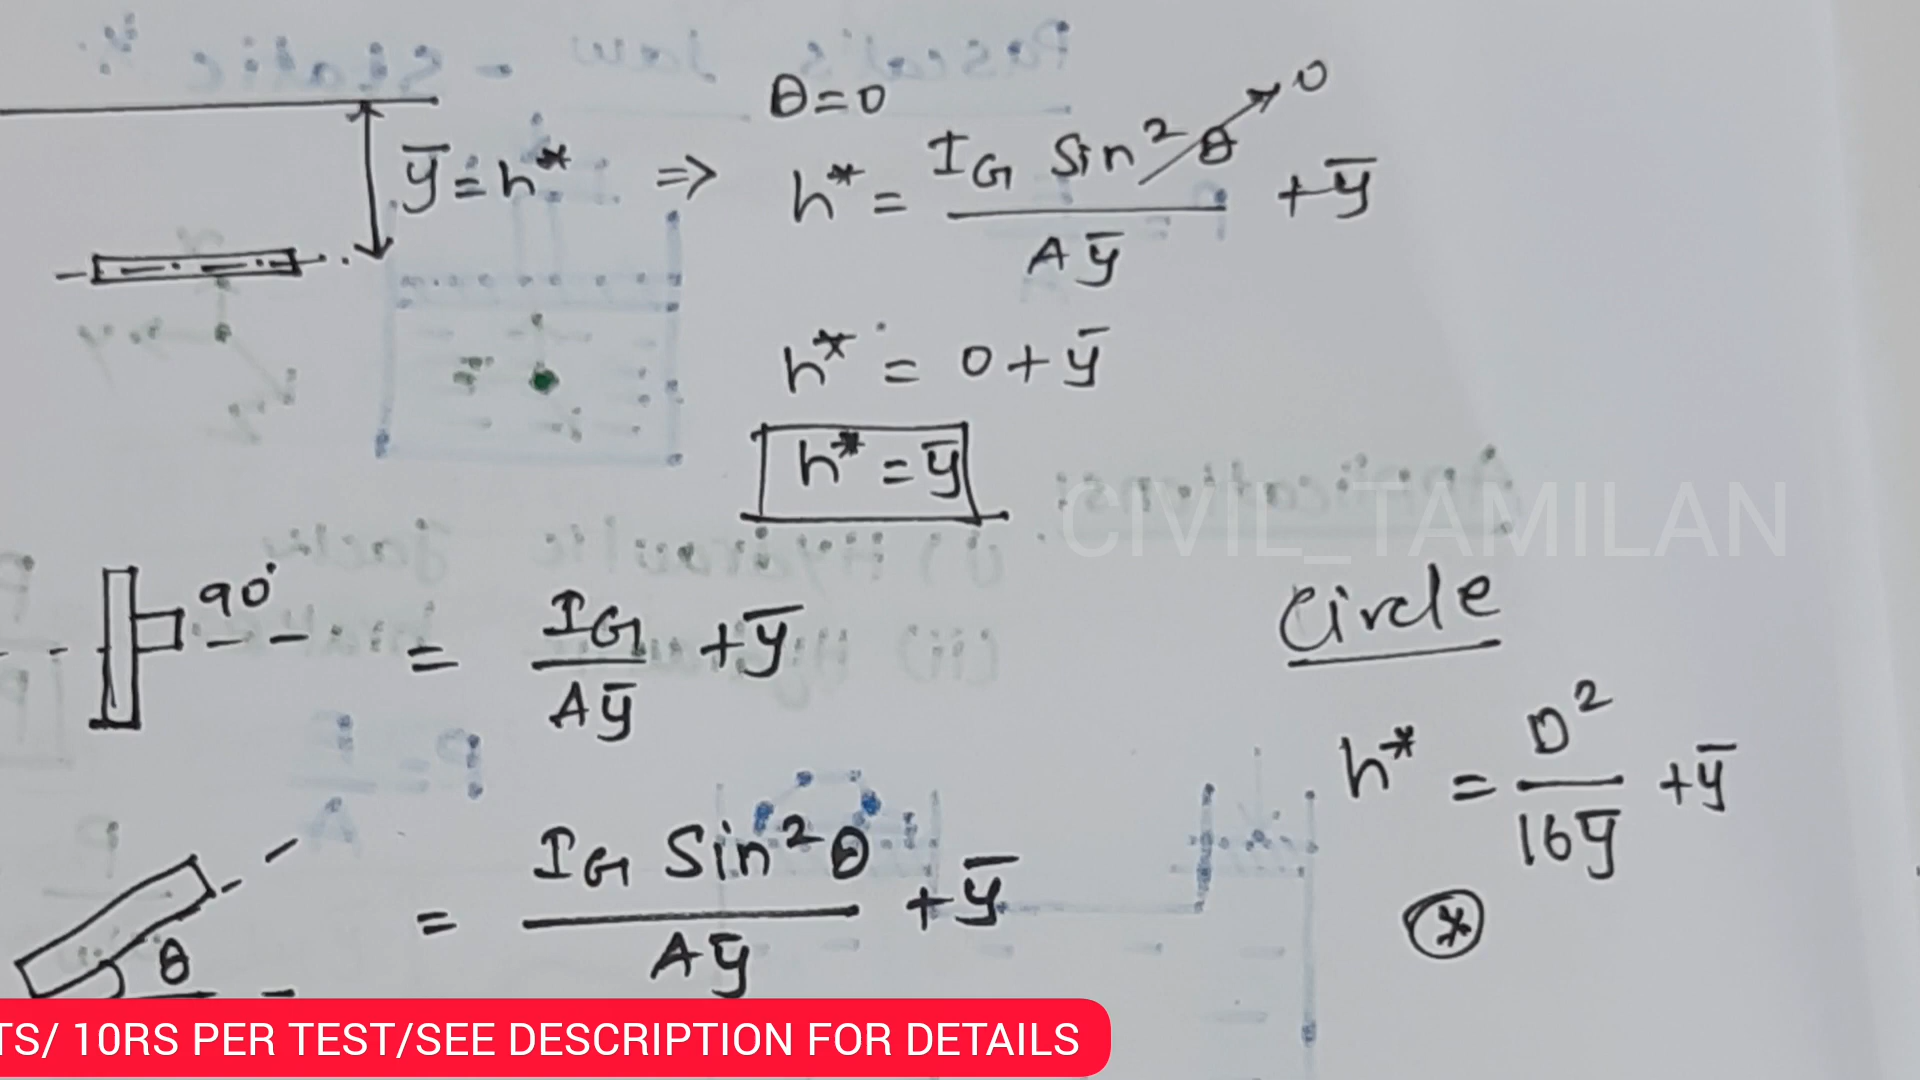 θ=0
ȳ=h* ⇒ h* = I_G Sin²θ / Aȳ + ȳ
0
h* = 0+ȳ
h* = ȳ
CIVIL_TAMILAN
90°
= I_G / Aȳ + ȳ
Circle
h* = D² / 16ȳ + ȳ
θ
= I_G Sin²θ / Aȳ + ȳ
*
TS/ 10RS PER TEST/SEE DESCRIPTION FOR DETAILS